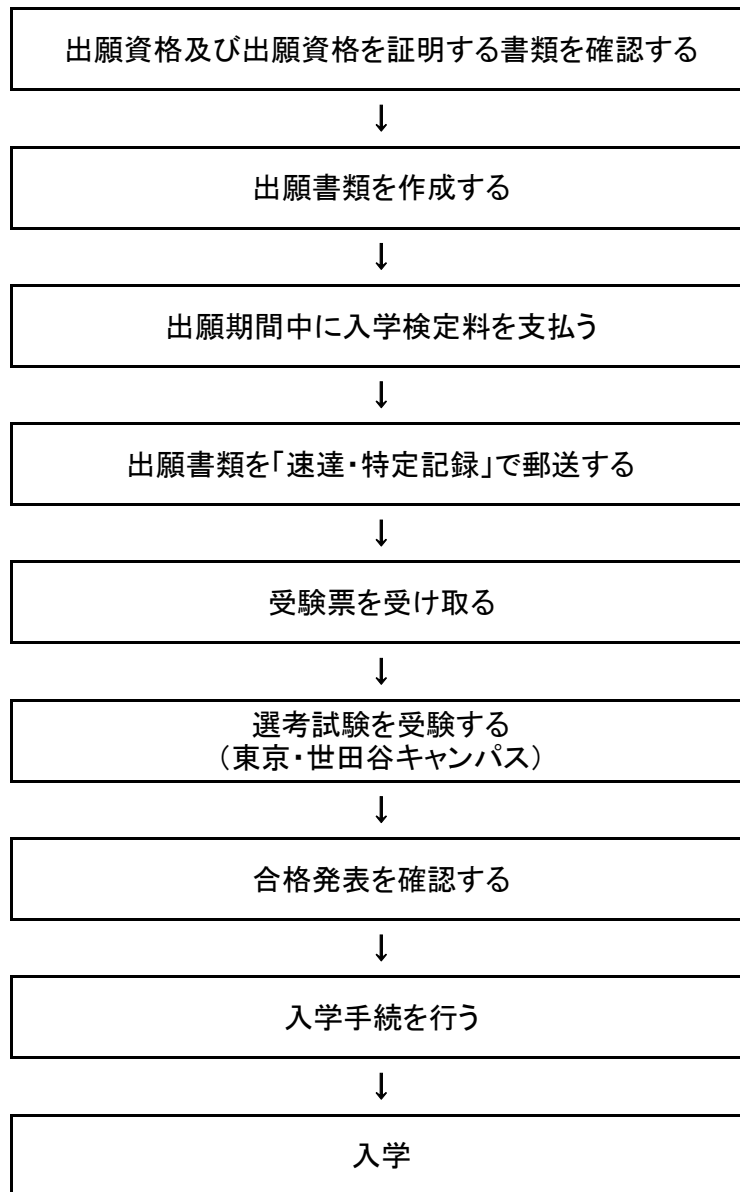 出願資格及び出願資格を証明する書類を確認する
↓
出願書類を作成する
↓
出願期間中に入学検定料を支払う
↓
出願書類を「速達・特定記録」で郵送する
↓
受験票を受け取る
↓
選考試験を受験する
（東京・世田谷キャンパス）
↓
合格発表を確認する
↓
入学手続を行う
↓
入学